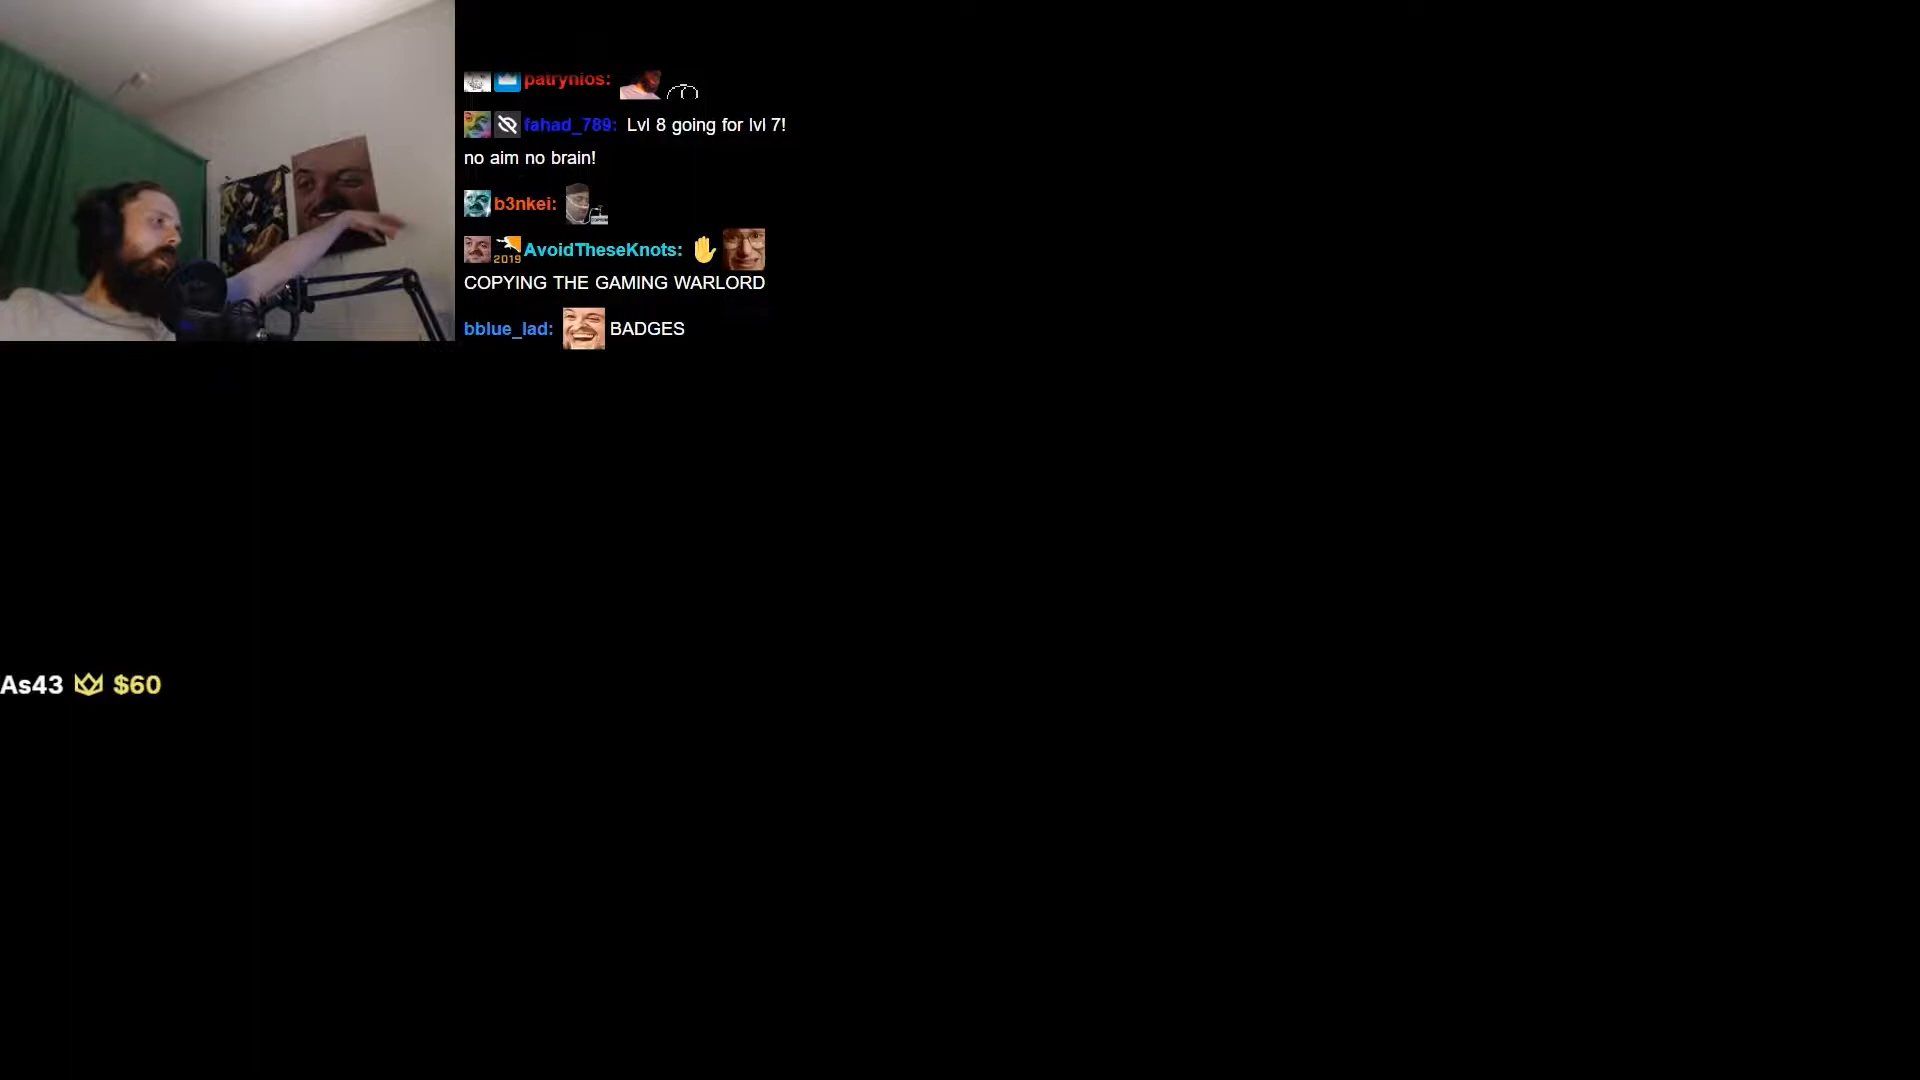 patrynios:
fahad_789: Lvl 8 going for lvl 7!
no aim no brain!
b3nkei:
2019 AvoidTheseKnots: ✋
COPYING THE GAMING WARLORD
bblue_lad: BADGES
As43 $60